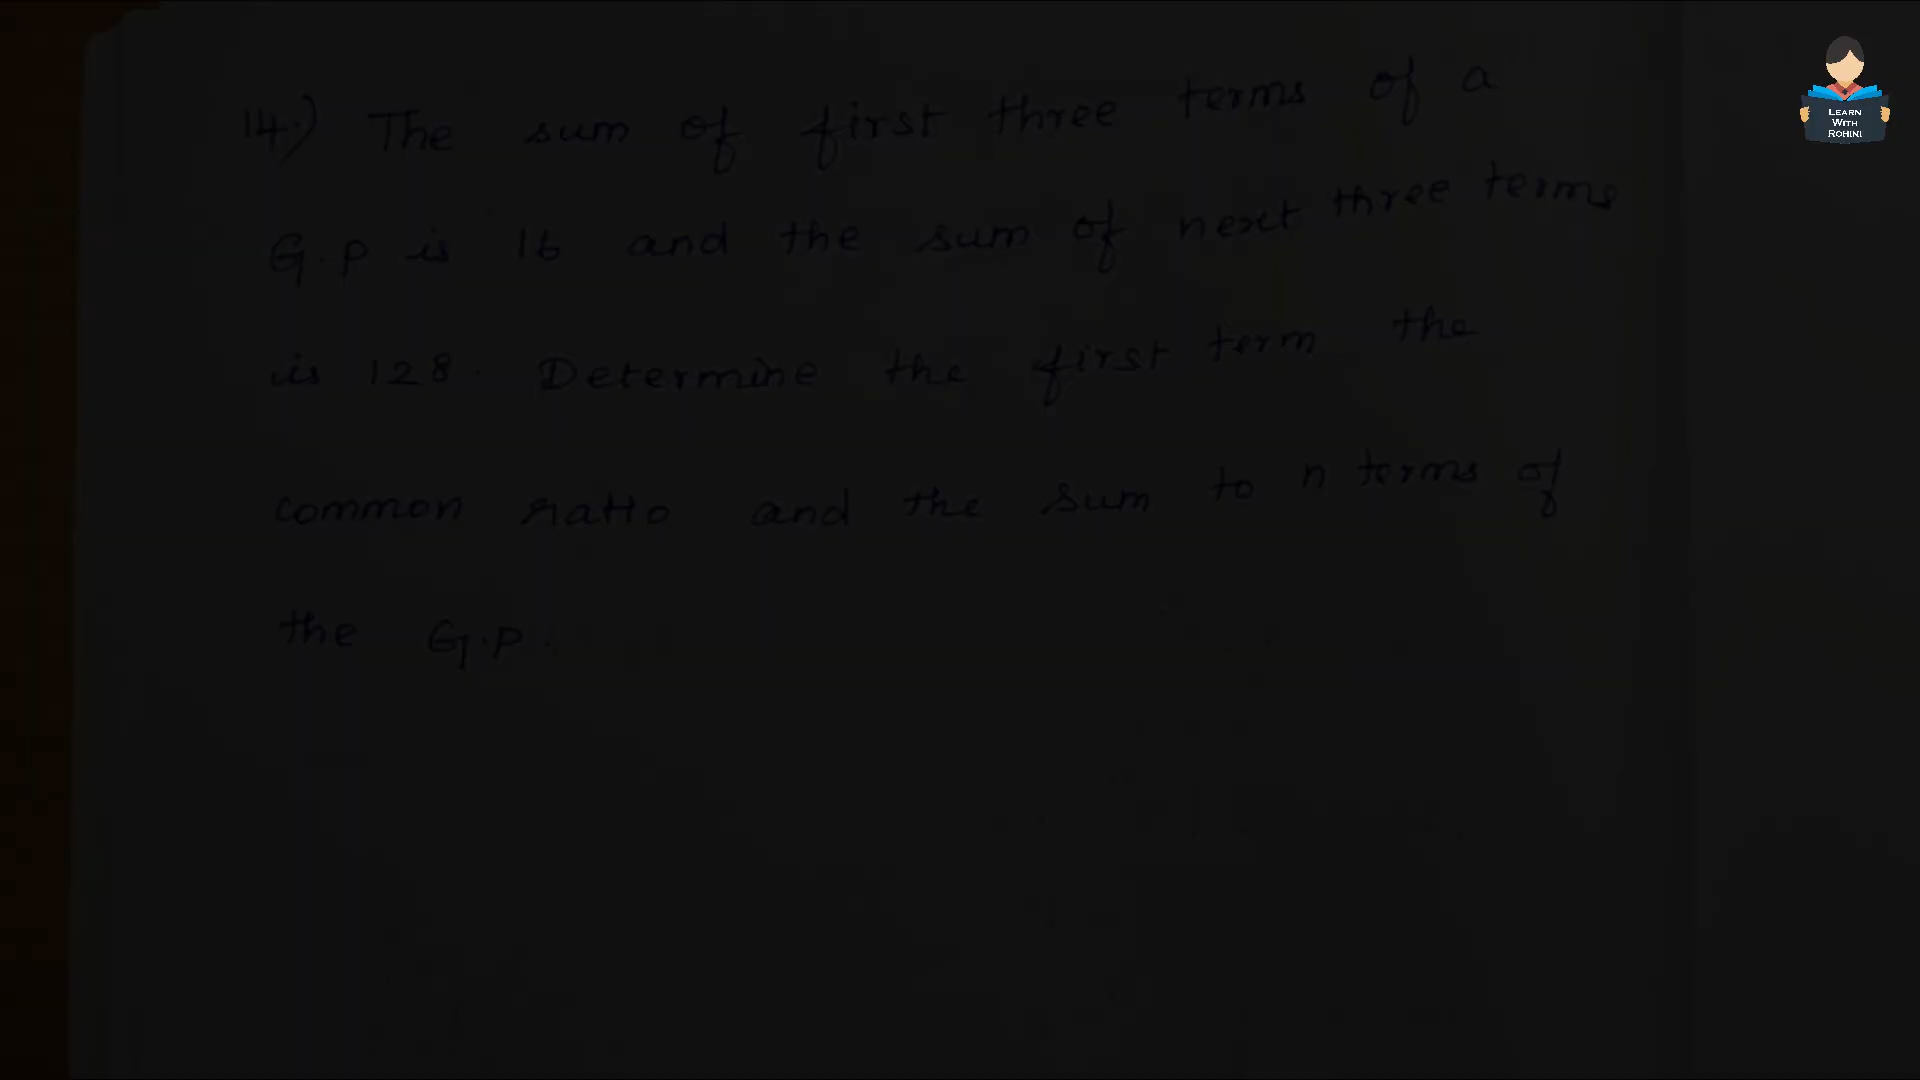 14.) The sum of first three terms of a
G.P is 16 and the sum of next three terms
is 128. Determine the first term the
common ratio and the sum to n terms of
the G.P.
LEARN
WITH
ROHINI